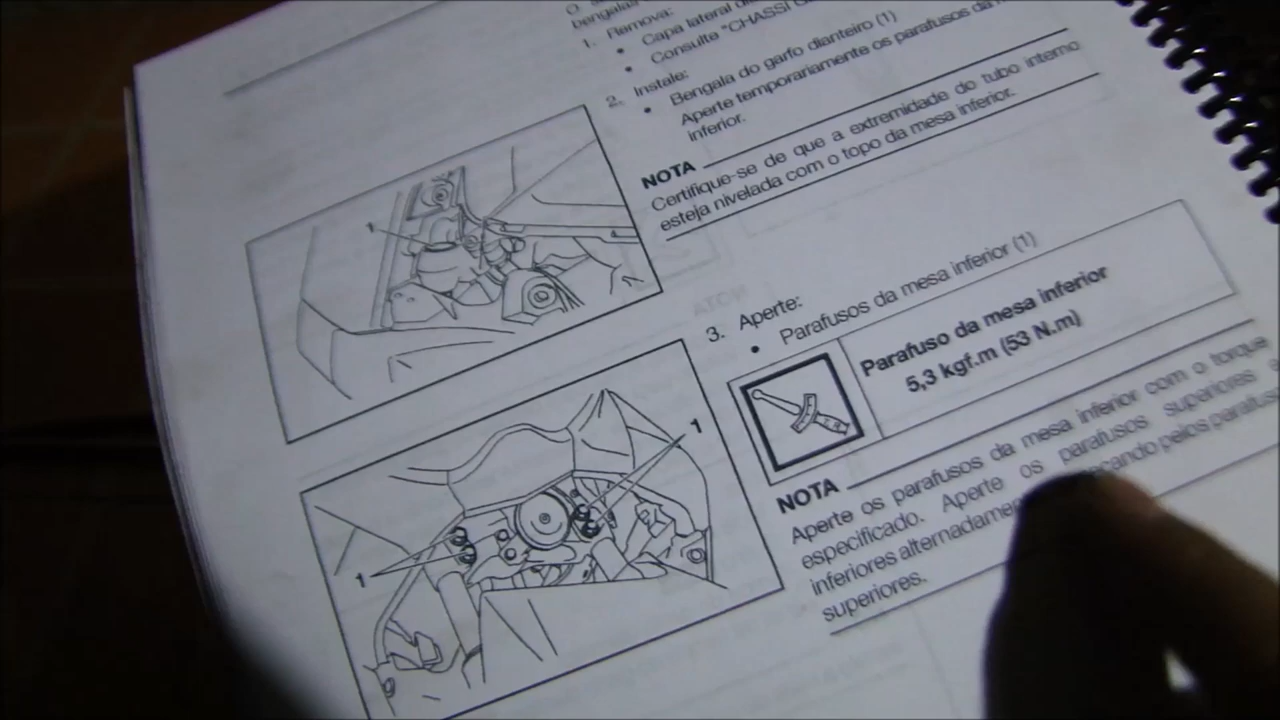 bengalas
1. Remova:
• Capa lateral
• Consulte "CHASSI
2. Instale:
• Bengala do garfo dianteiro (1)
Aperte temporariamente os parafusos da
inferior.
NOTA
Certifique-se de que a extremidade do tubo interno
esteja nivelada com o topo da mesa inferior.
1
3. Aperte:
• Parafusos da mesa inferior (1)
Parafuso da mesa inferior
5,3 kgf.m (53 N.m)
1
1
NOTA
Aperte os parafusos da mesa inferior com o torque
especificado. Aperte os parafusos superiores
inferiores pelos
superiores.